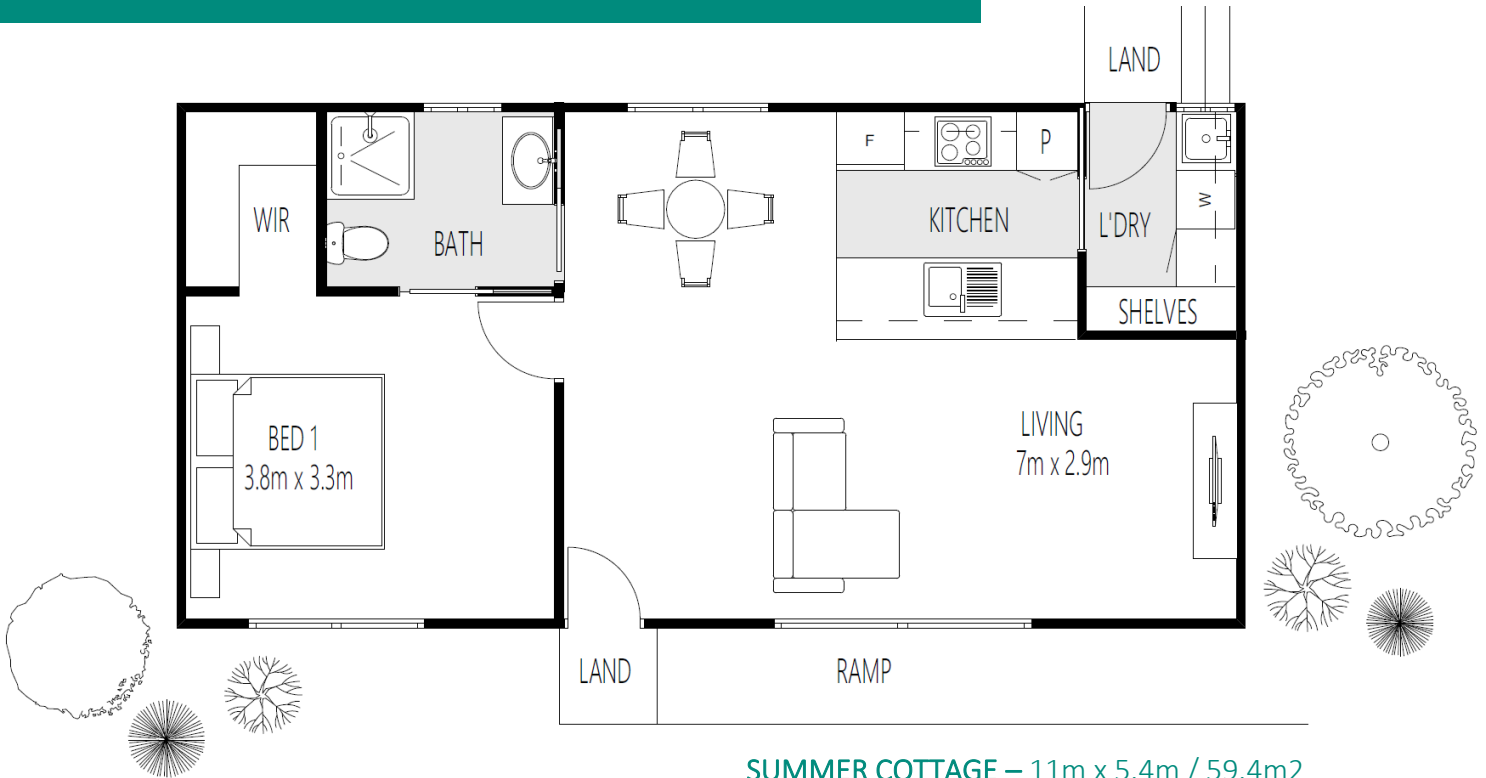 LAND
F
P
WIR
KITCHEN
L'DRY
W
BATH
SHELVES
BED 1
3.8m x 3.3m
LIVING
7m x 2.9m
LAND
RAMP
SUMMER COTTAGE – 11m x 5.4m / 59.4m2